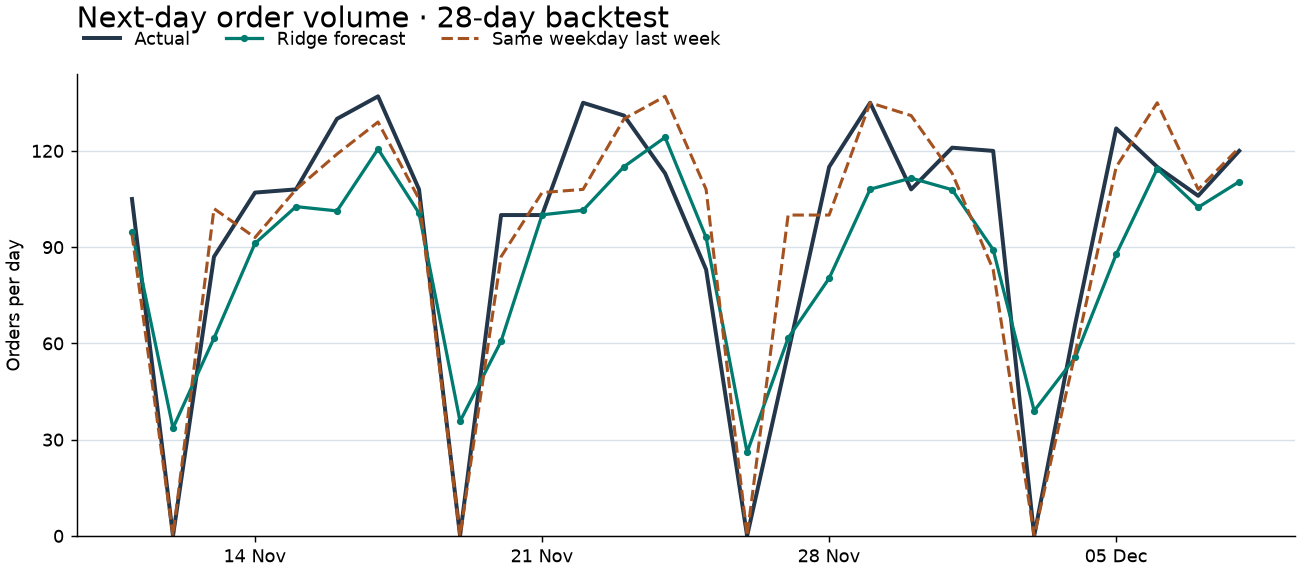 Next-day order volume · 28-day backtest
Actual Ridge forecast Same weekday last week
Orders per day
120
90
60
30
0
14 Nov 21 Nov 28 Nov 05 Dec